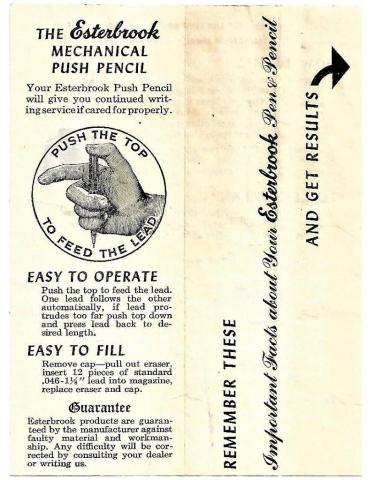 THE Esterbrook
MECHANICAL
PUSH PENCIL
Your Esterbrook Push Pencil
will give you continued writ-
ing service if cared for properly.
PUSH THE TOP
TO FEED THE LEAD
EASY TO OPERATE
Push the top to feed the lead.
One lead follows the other
automatically, if lead pro-
trudes too far push top down
and press lead back to de-
sired length.
EASY TO FILL
Remove cap—pull out eraser,
insert 12 pieces of standard
.046-1⅜" lead into magazine,
replace eraser and cap.
Guarantee
Esterbrook products are guaran-
teed by the manufacturer against
faulty material and workman-
ship. Any difficulty will be cor-
rected by consulting your dealer
or writing us.
REMEMBER THESE
Important Facts about Your Esterbrook Pen & Pencil
AND GET RESULTS